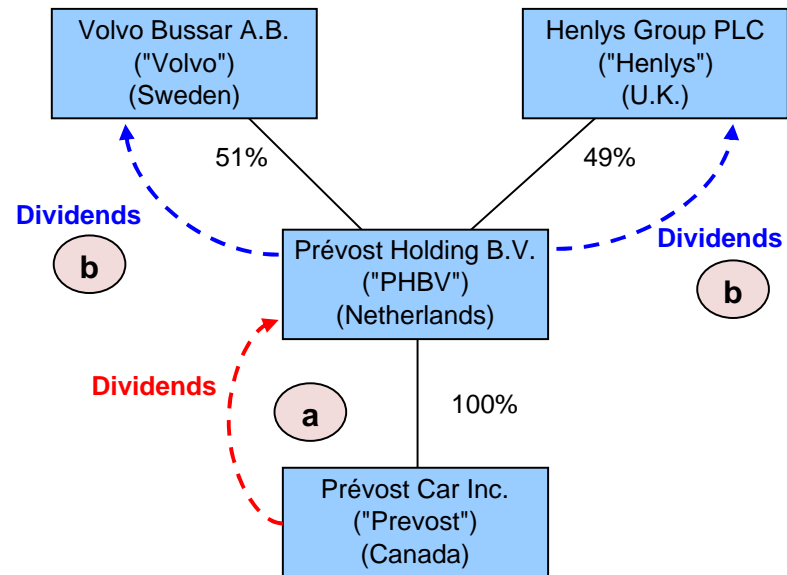 Volvo Bussar A.B.
("Volvo")
(Sweden)
Henlys Group PLC
("Henlys")
(U.K.)
51%
49%
Dividends
b
Prévost Holding B.V.
("PHBV")
(Netherlands)
Dividends
b
Dividends
a
100%
Prévost Car Inc.
("Prevost")
(Canada)